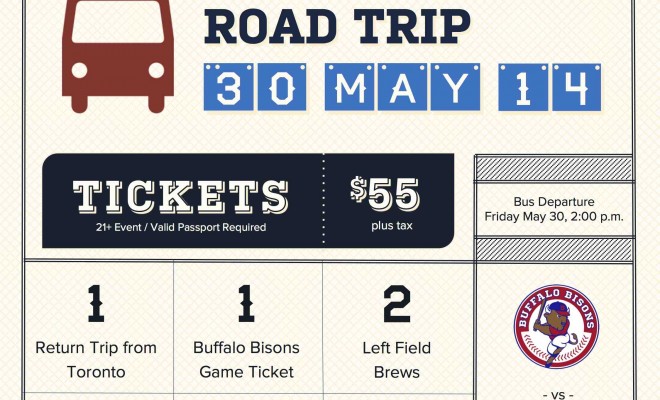 ROAD TRIP
30 MAY 14
TICKETS
21+ Event / Valid Passport Required
$55
plus tax
Bus Departure
Friday May 30, 2:00 p.m.
1
Return Trip from
Toronto
1
Buffalo Bisons
Game Ticket
2
Left Field
Brews
BUFFALO BISONS
- vs -